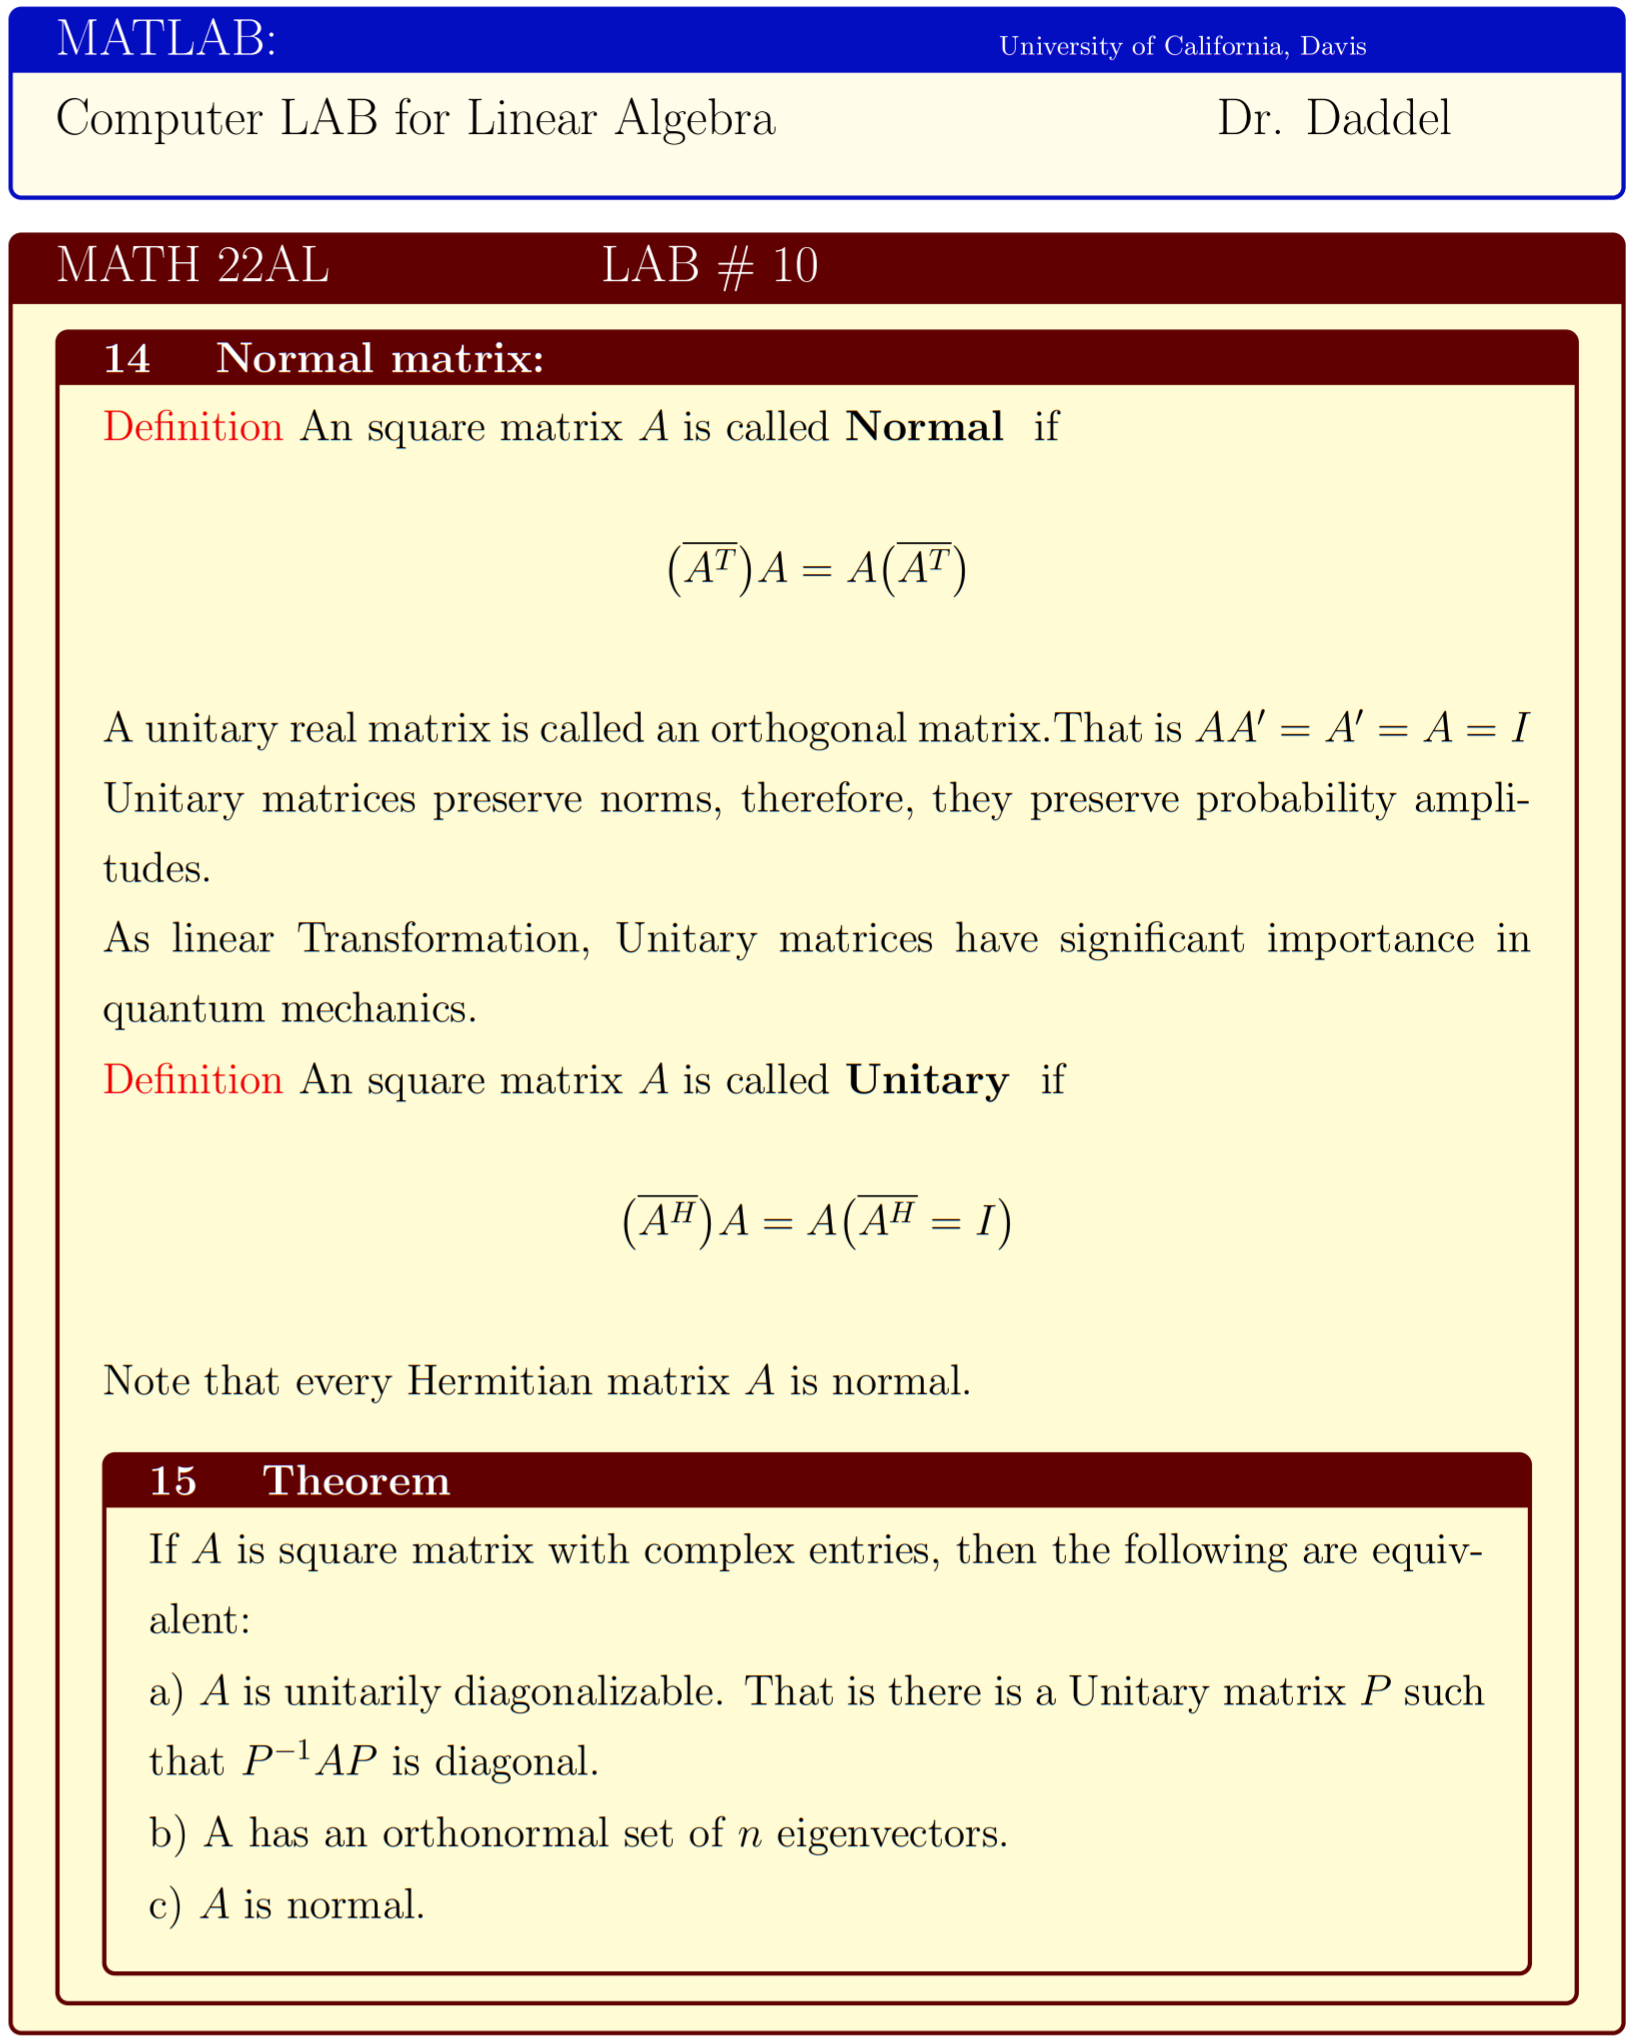 MATLAB: University of California, Davis
Computer LAB for Linear Algebra Dr. Daddel
MATH 22AL LAB # 10
14 Normal matrix:
Definition An square matrix A is called Normal if
(\overline{A^T})A = A(\overline{A^T})
A unitary real matrix is called an orthogonal matrix.That is AA′ = A′ = A = I
Unitary matrices preserve norms, therefore, they preserve probability ampli-
tudes.
As linear Transformation, Unitary matrices have significant importance in
quantum mechanics.
Definition An square matrix A is called Unitary if
(\overline{A^H})A = A(\overline{A^H} = I)
Note that every Hermitian matrix A is normal.
15 Theorem
If A is square matrix with complex entries, then the following are equiv-
alent:
a) A is unitarily diagonalizable. That is there is a Unitary matrix P such
that P^{-1}AP is diagonal.
b) A has an orthonormal set of n eigenvectors.
c) A is normal.